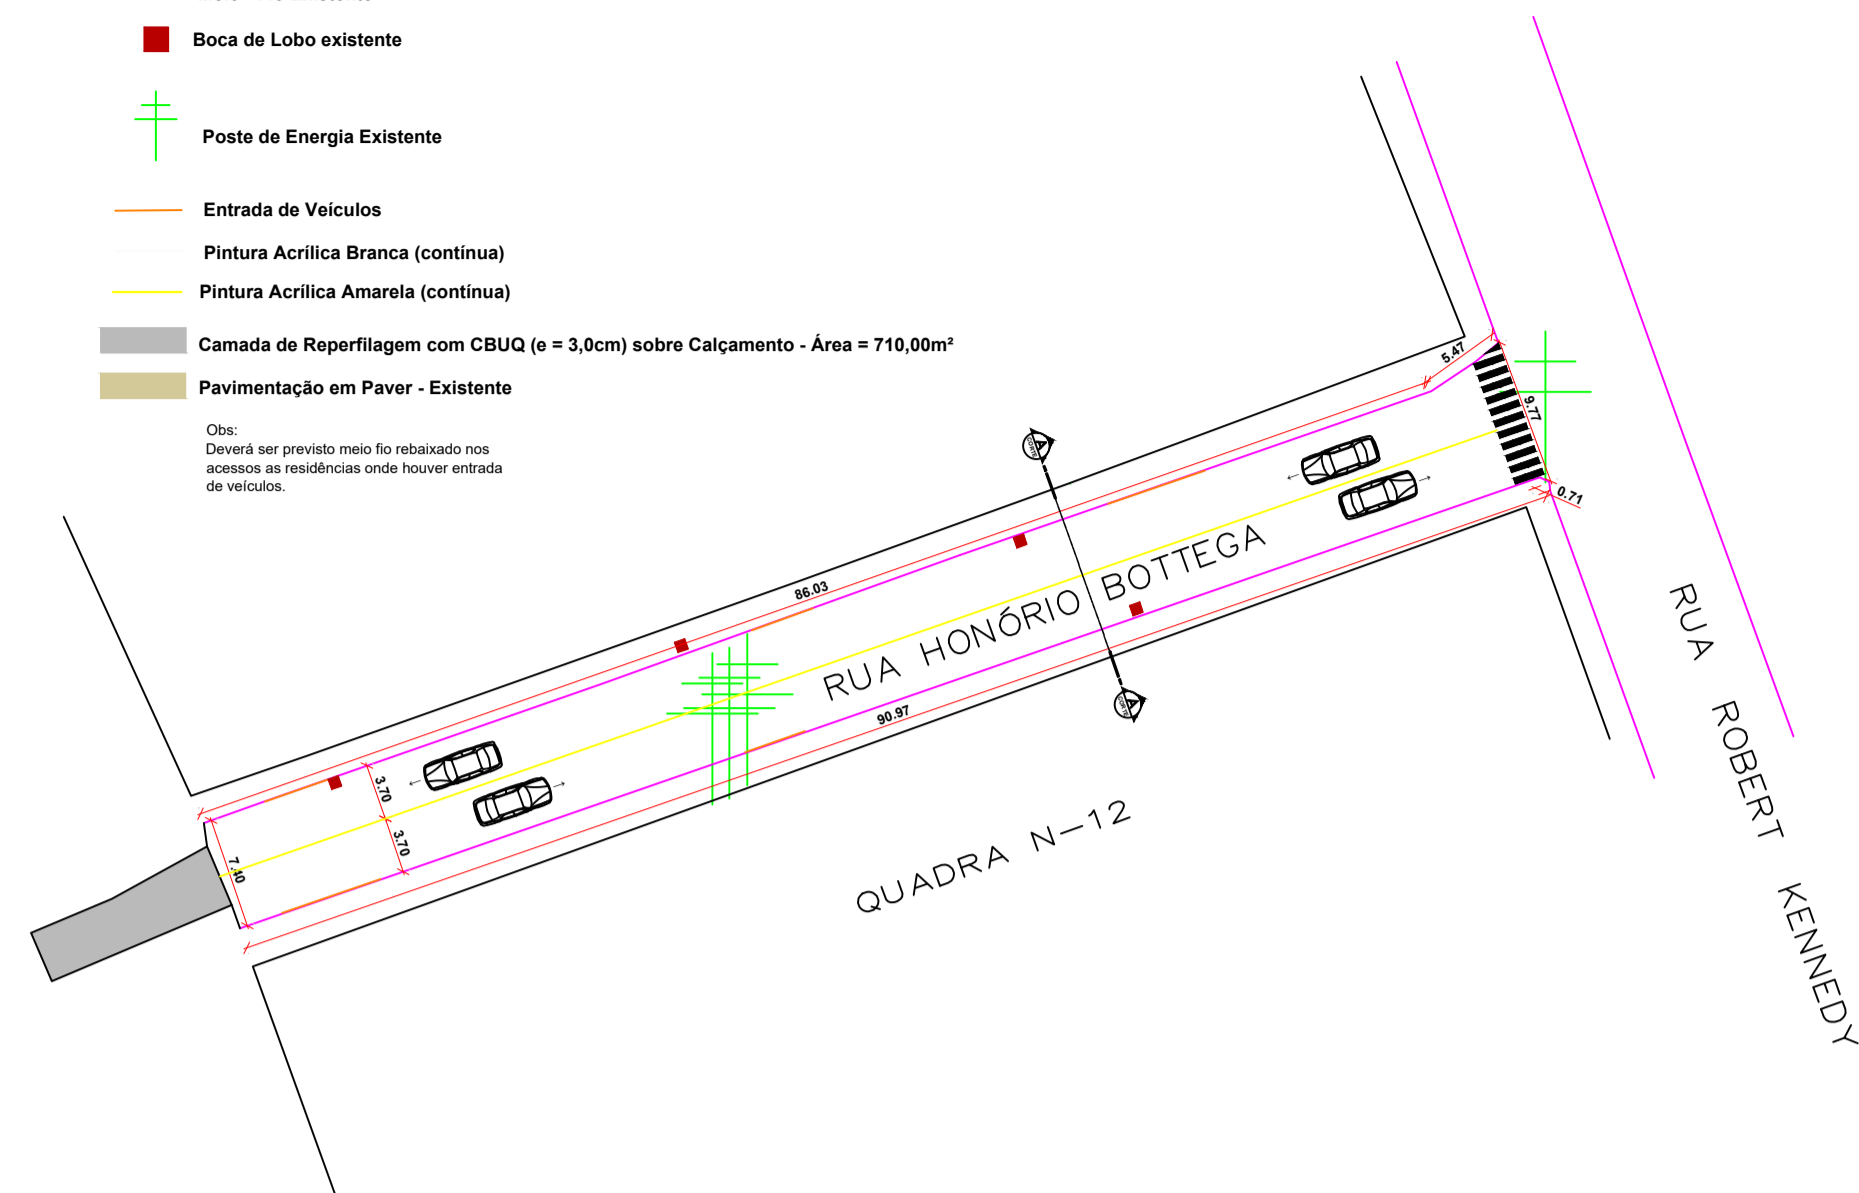 Boca de Lobo existente
Poste de Energia Existente
Entrada de Veículos
Pintura Acrílica Branca (contínua)
Pintura Acrílica Amarela (contínua)
Camada de Reperfilagem com CBUQ (e = 3,0cm) sobre Calçamento - Área = 710,00m²
Pavimentação em Paver - Existente
Obs:
Deverá ser previsto meio fio rebaixado nos
acessos as residências onde houver entrada
de veículos.
5.47
9.77
0.71
A
CORTE
86.03
RUA HONÓRIO BOTTEGA
90.97
A
CORTE
3.70
3.70
7.40
QUADRA N-12
RUA ROBERT KENNEDY